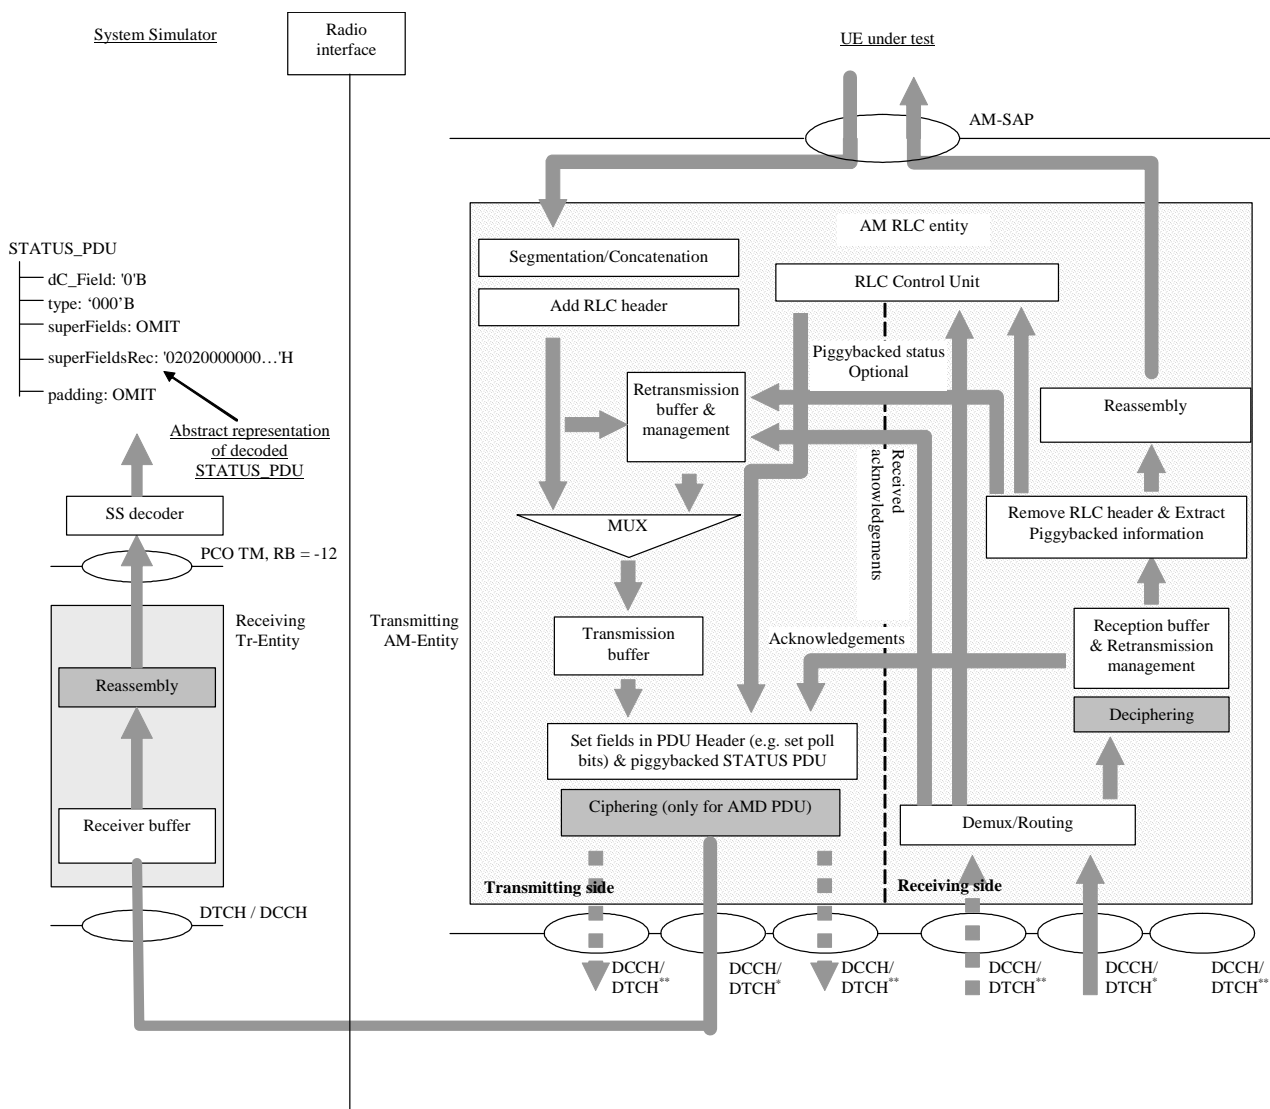 System Simulator
Radio
interface
UE under test
AM-SAP
STATUS_PDU
dC_Field: '0'B
type: ‘000’B
superFields: OMIT
superFieldsRec: '02020000000…'H
padding: OMIT
Abstract representation
of decoded
STATUS_PDU
SS decoder
PCO TM, RB = -12
Receiving
Tr-Entity
Reassembly
Receiver buffer
DTCH / DCCH
Transmitting
AM-Entity
AM RLC entity
Segmentation/Concatenation
Add RLC header
RLC Control Unit
Piggybacked status
Optional
Retransmission
buffer &
management
Reassembly
Received
acknowledgements
MUX
Remove RLC header & Extract
Piggybacked information
Transmission
buffer
Acknowledgements
Reception buffer
& Retransmission
management
Deciphering
Set fields in PDU Header (e.g. set poll
bits) & piggybacked STATUS PDU
Ciphering (only for AMD PDU)
Demux/Routing
Transmitting side
Receiving side
DCCH/
DTCH**
DCCH/
DTCH*
DCCH/
DTCH**
DCCH/
DTCH**
DCCH/
DTCH*
DCCH/
DTCH**